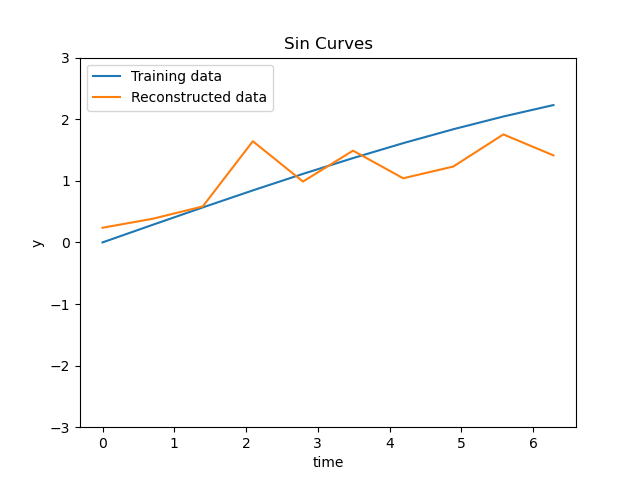 Sin Curves
Training data
Reconstructed data
3
2
1
0
−1
−2
−3
y
0 1 2 3 4 5 6
time